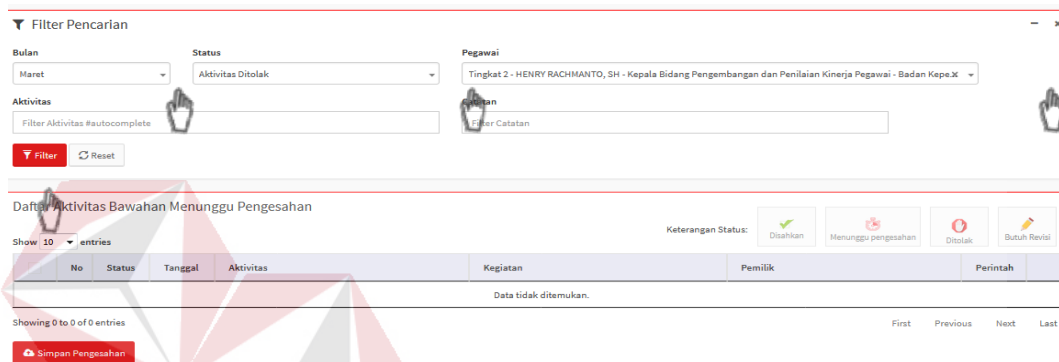 Filter Pencarian
Bulan Status Pegawai
Maret Aktivitas Ditolak Tingkat 2 - HENRY RACHMANTO, SH - Kepala Bidang Pengembangan dan Penilaian Kinerja Pegawai - Badan Kepe.x
Aktivitas Catatan
Filter Aktivitas #autocomplete Filter Catatan
Filter Reset
Daftar Aktivitas Bawahan Menunggu Pengesahan
Show 10 entries Keterangan Status: Disahkan Menunggu pengesahan Ditolak Butuh Revisi
No Status Tanggal Aktivitas Kegiatan Pemilik Perintah
Data tidak ditemukan.
Showing 0 to 0 of 0 entries First Previous Next Last
Simpan Pengesahan